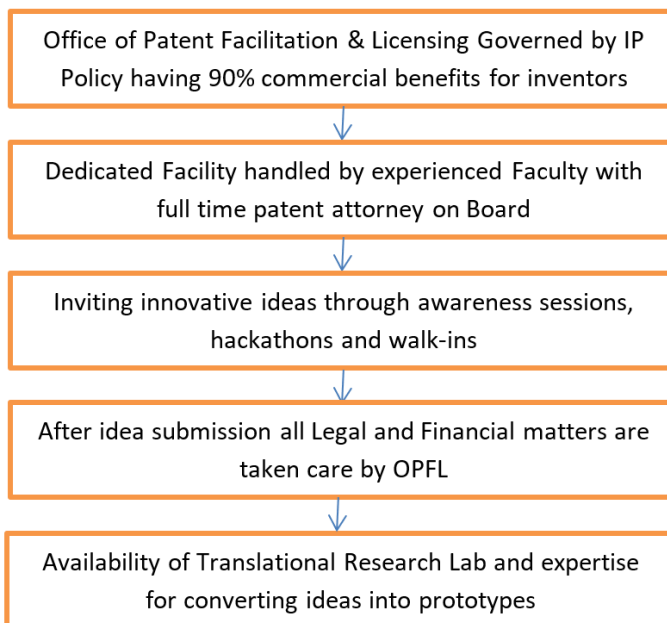 Office of Patent Facilitation & Licensing Governed by IP
Policy having 90% commercial benefits for inventors
Dedicated Facility handled by experienced Faculty with
full time patent attorney on Board
Inviting innovative ideas through awareness sessions,
hackathons and walk-ins
After idea submission all Legal and Financial matters are
taken care by OPFL
Availability of Translational Research Lab and expertise
for converting ideas into prototypes